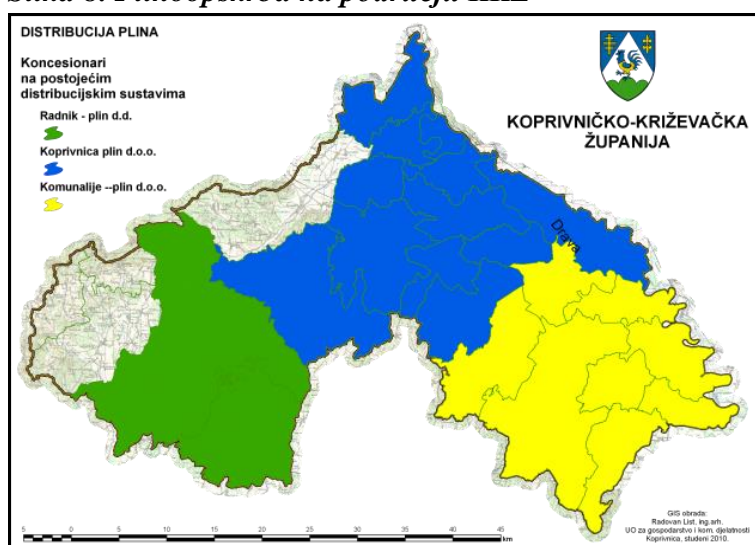 DISTRIBUCIJA PLINA
Koncesionari
na postojećim
distribucijskim sustavima
Radnik - plin d.d.
Koprivnica plin d.o.o.
Komunalije --plin d.o.o.
KOPRIVNIČKO-KRIŽEVAČKA
ŽUPANIJA
Drava
5 0 5 10 15 20 25 30 35 40 45
km
GIS obrada:
Radovan List, ing.arh.
UO za gospodarstvo i kom. djelatnosti
Koprivnica, studeni 2010.